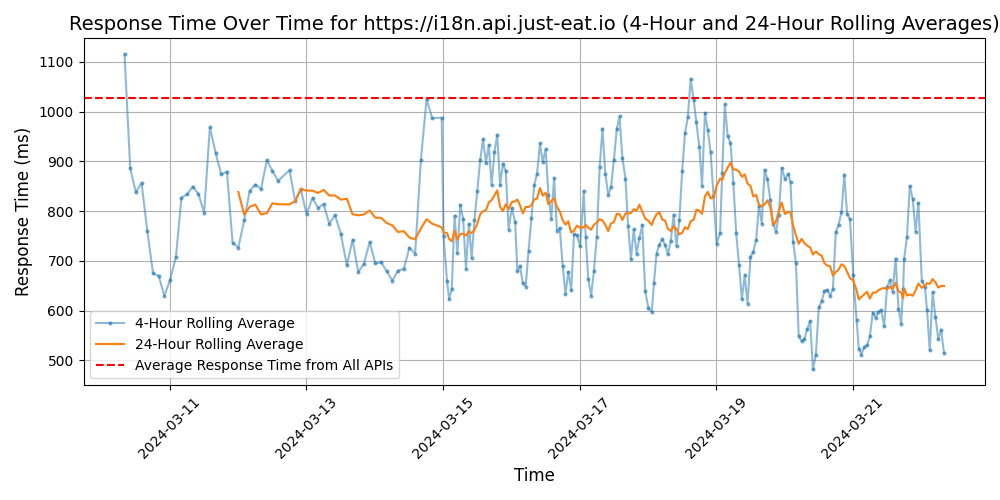 Response Time Over Time for https://i18n.api.just-eat.io (4-Hour and 24-Hour Rolling Averages)
Response Time (ms)
1100
1000
900
800
700
600
500
4-Hour Rolling Average
24-Hour Rolling Average
Average Response Time from All APIs
2024-03-11
2024-03-13
2024-03-15
2024-03-17
2024-03-19
2024-03-21
Time